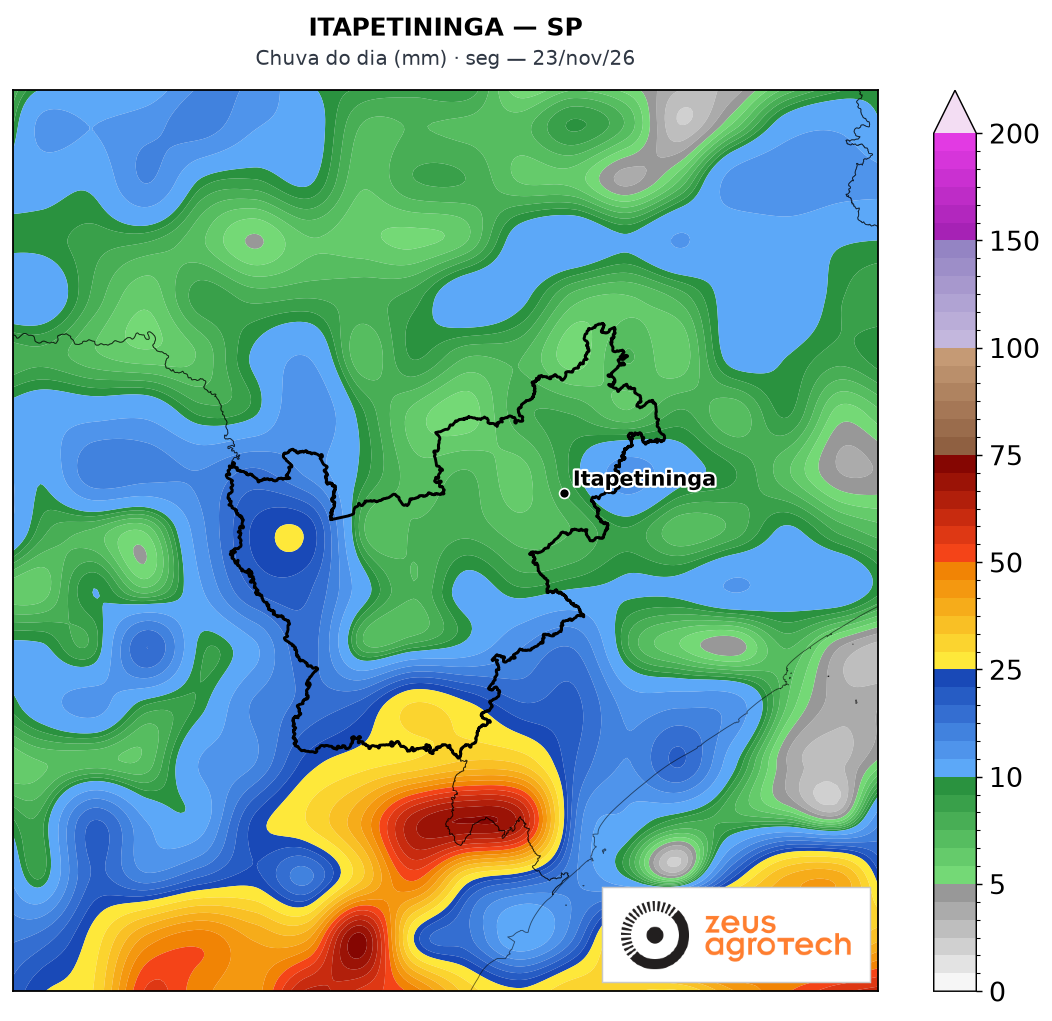 ITAPETININGA — SP
Chuva do dia (mm) · seg — 23/nov/26
200
150
100
75
50
25
10
5
0
Itapetininga
zeus
agrotech